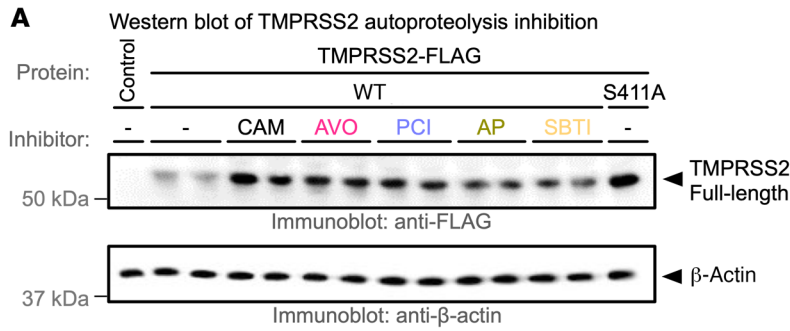 A
Western blot of TMPRSS2 autoproteolysis inhibition
TMPRSS2-FLAG
Protein:
Control
WT
S411A
Inhibitor:
- - CAM AVO PCI AP SBTI -
TMPRSS2
Full-length
50 kDa
Immunoblot: anti-FLAG
β-Actin
37 kDa
Immunoblot: anti-β-actin